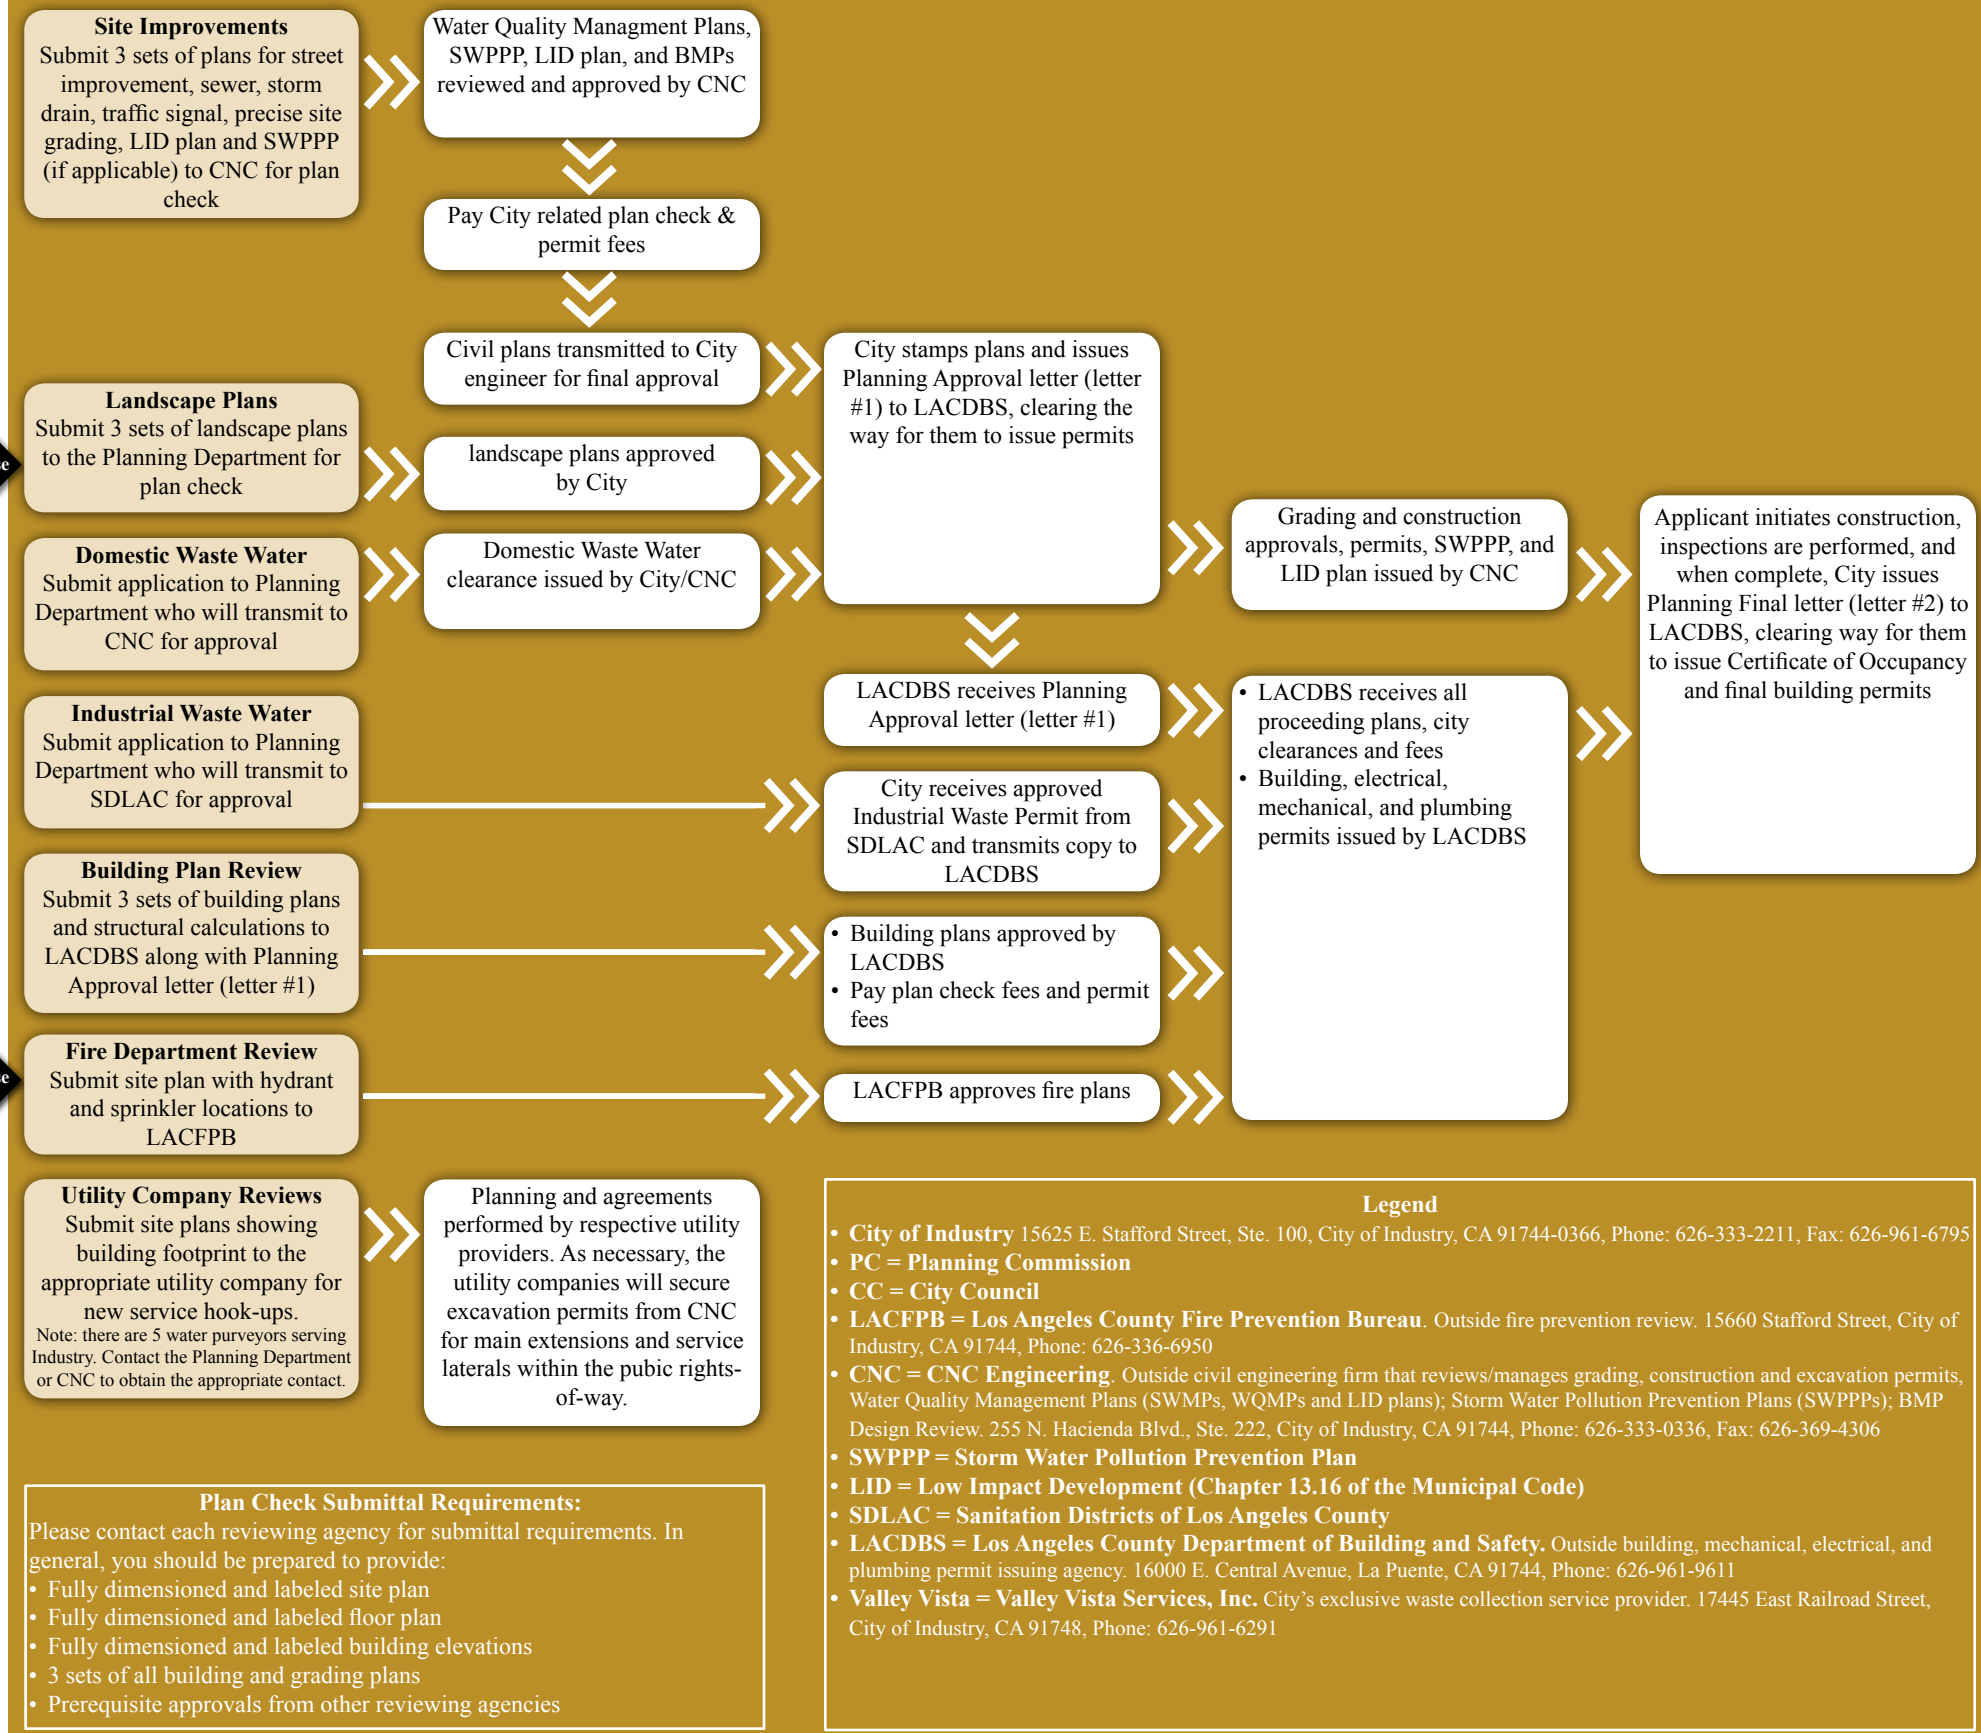 Site Improvements
Submit 3 sets of plans for street
improvement, sewer, storm
drain, traffic signal, precise site
grading, LID plan and SWPPP
(if applicable) to CNC for plan
check
Water Quality Managment Plans,
SWPPP, LID plan, and BMPs
reviewed and approved by CNC
Pay City related plan check &
permit fees
Civil plans transmitted to City
engineer for final approval
City stamps plans and issues
Planning Approval letter (letter
#1) to LACDBS, clearing the
way for them to issue permits
Landscape Plans
Submit 3 sets of landscape plans
to the Planning Department for
plan check
landscape plans approved
by City
Domestic Waste Water
Submit application to Planning
Department who will transmit to
CNC for approval
Domestic Waste Water
clearance issued by City/CNC
Grading and construction
approvals, permits, SWPPP, and
LID plan issued by CNC
Applicant initiates construction,
inspections are performed, and
when complete, City issues
Planning Final letter (letter #2) to
LACDBS, clearing way for them
to issue Certificate of Occupancy
and final building permits
Industrial Waste Water
Submit application to Planning
Department who will transmit to
SDLAC for approval
LACDBS receives Planning
Approval letter (letter #1)
City receives approved
Industrial Waste Permit from
SDLAC and transmits copy to
LACDBS
• LACDBS receives all
proceeding plans, city
clearances and fees
• Building, electrical,
mechanical, and plumbing
permits issued by LACDBS
Building Plan Review
Submit 3 sets of building plans
and structural calculations to
LACDBS along with Planning
Approval letter (letter #1)
• Building plans approved by
LACDBS
• Pay plan check fees and permit
fees
Fire Department Review
Submit site plan with hydrant
and sprinkler locations to
LACFPB
LACFPB approves fire plans
Utility Company Reviews
Submit site plans showing
building footprint to the
appropriate utility company for
new service hook-ups.
Note: there are 5 water purveyors serving
Industry. Contact the Planning Department
or CNC to obtain the appropriate contact.
Planning and agreements
performed by respective utility
providers. As necessary, the
utility companies will secure
excavation permits from CNC
for main extensions and service
laterals within the pubic rights-
of-way.
Plan Check Submittal Requirements:
Please contact each reviewing agency for submittal requirements. In
general, you should be prepared to provide:
• Fully dimensioned and labeled site plan
• Fully dimensioned and labeled floor plan
• Fully dimensioned and labeled building elevations
• 3 sets of all building and grading plans
• Prerequisite approvals from other reviewing agencies
Legend
• City of Industry 15625 E. Stafford Street, Ste. 100, City of Industry, CA 91744-0366, Phone: 626-333-2211, Fax: 626-961-6795
• PC = Planning Commission
• CC = City Council
• LACFPB = Los Angeles County Fire Prevention Bureau. Outside fire prevention review. 15660 Stafford Street, City of
Industry, CA 91744, Phone: 626-336-6950
• CNC = CNC Engineering. Outside civil engineering firm that reviews/manages grading, construction and excavation permits,
Water Quality Management Plans (SWMPs, WQMPs and LID plans); Storm Water Pollution Prevention Plans (SWPPPs); BMP
Design Review. 255 N. Hacienda Blvd., Ste. 222, City of Industry, CA 91744, Phone: 626-333-0336, Fax: 626-369-4306
• SWPPP = Storm Water Pollution Prevention Plan
• LID = Low Impact Development (Chapter 13.16 of the Municipal Code)
• SDLAC = Sanitation Districts of Los Angeles County
• LACDBS = Los Angeles County Department of Building and Safety. Outside building, mechanical, electrical, and
plumbing permit issuing agency. 16000 E. Central Avenue, La Puente, CA 91744, Phone: 626-961-9611
• Valley Vista = Valley Vista Services, Inc. City's exclusive waste collection service provider. 17445 East Railroad Street,
City of Industry, CA 91748, Phone: 626-961-6291